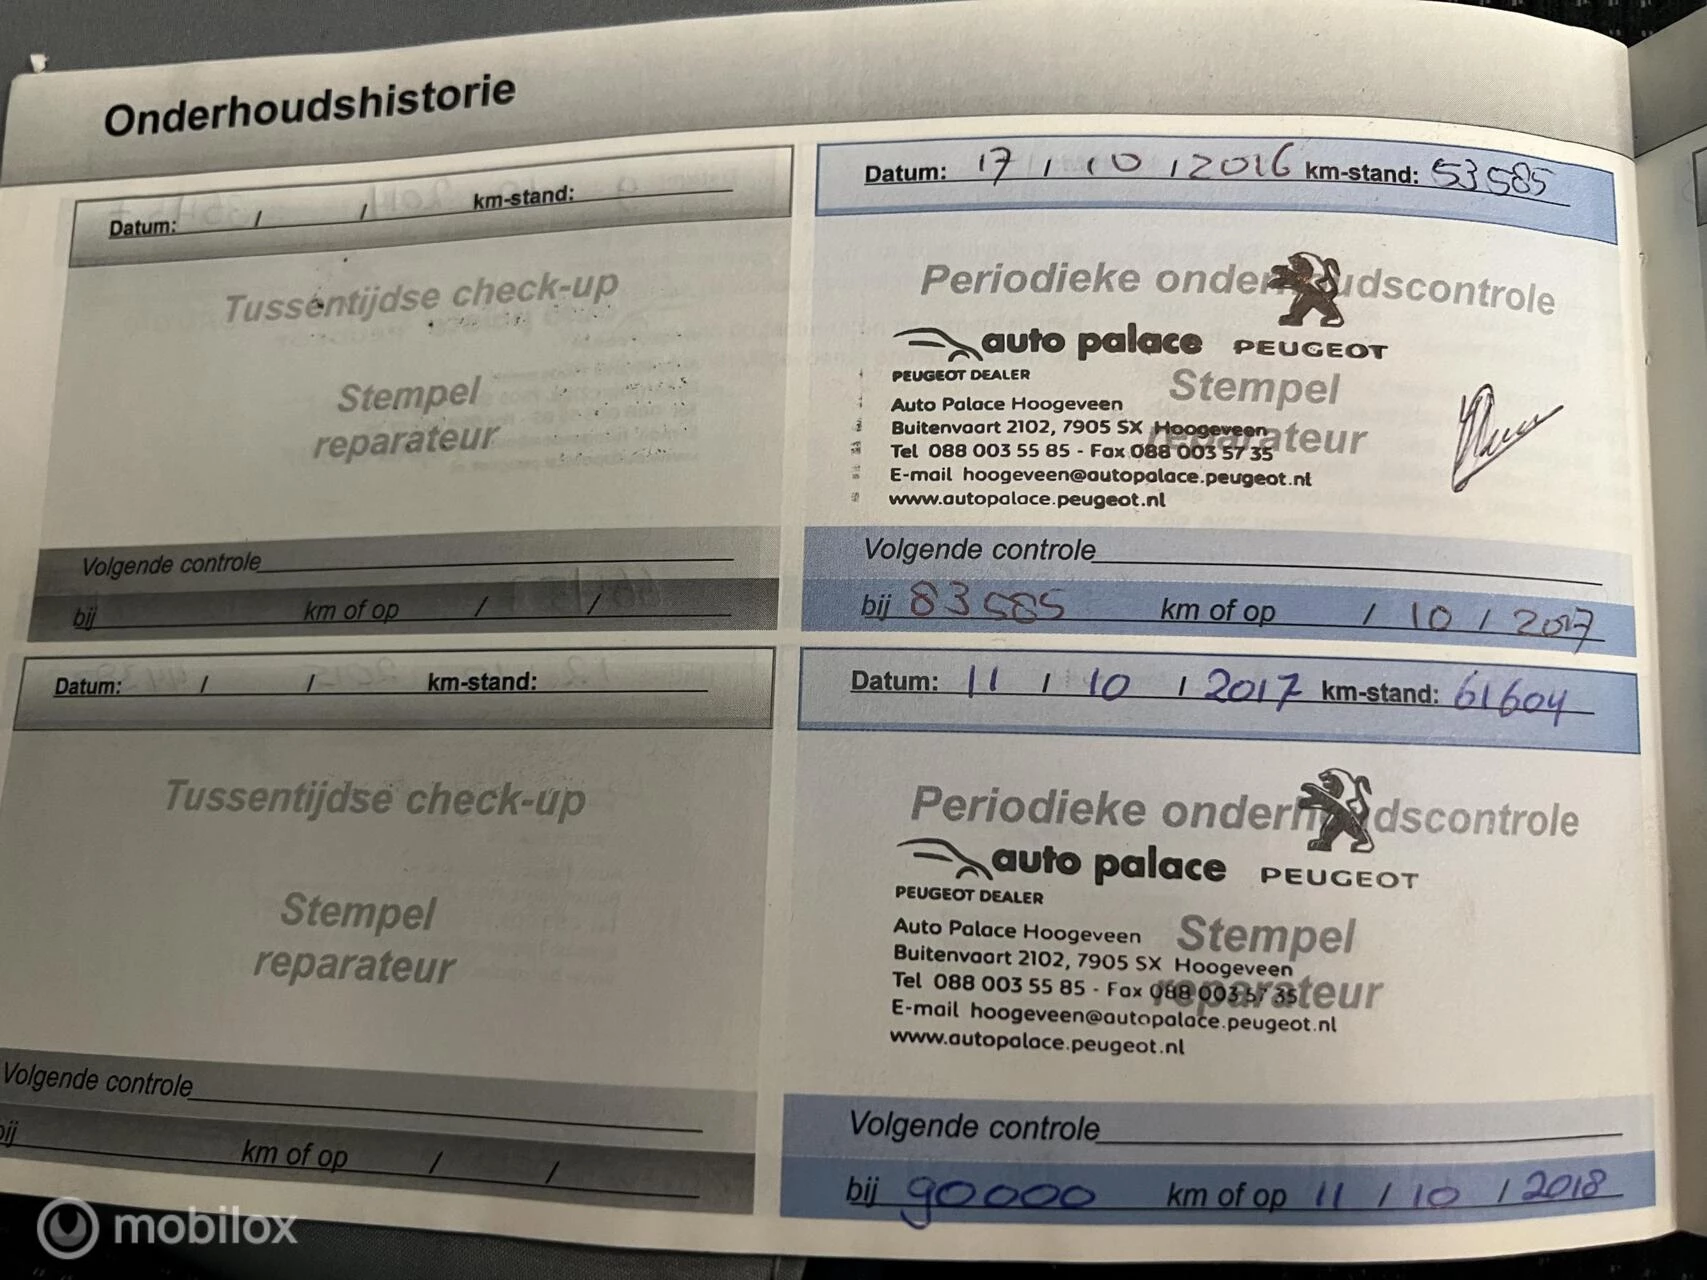 Onderhoudshistorie
Datum: / / km-stand:
Tussentijdse check-up
Stempel
reparateur
Volgende controle
bij km of op / /
Datum: 17 / 10 / 2016 km-stand: 53585
Periodieke onderhoudscontrole
auto palace PEUGEOT
PEUGEOT DEALER
Stempel
reparateur
Auto Palace Hoogeveen
Buitenvaart 2102, 7905 SX Hoogeveen
Tel 088 003 55 85 - Fax 088 003 57 35
E-mail hoogeveen@autopalace.peugeot.nl
www.autopalace.peugeot.nl
Volgende controle
bij 83585 km of op / 10 / 2017
Datum: / / km-stand:
Tussentijdse check-up
Stempel
reparateur
Volgende controle
bij km of op / /
Datum: 11 / 10 / 2017 km-stand: 61604
Periodieke onderhoudscontrole
auto palace PEUGEOT
PEUGEOT DEALER
Stempel
reparateur
Auto Palace Hoogeveen
Buitenvaart 2102, 7905 SX Hoogeveen
Tel 088 003 55 85 - Fax 088 003 57 35
E-mail hoogeveen@autopalace.peugeot.nl
www.autopalace.peugeot.nl
Volgende controle
bij 90000 km of op 11 / 10 / 2018
mobilox